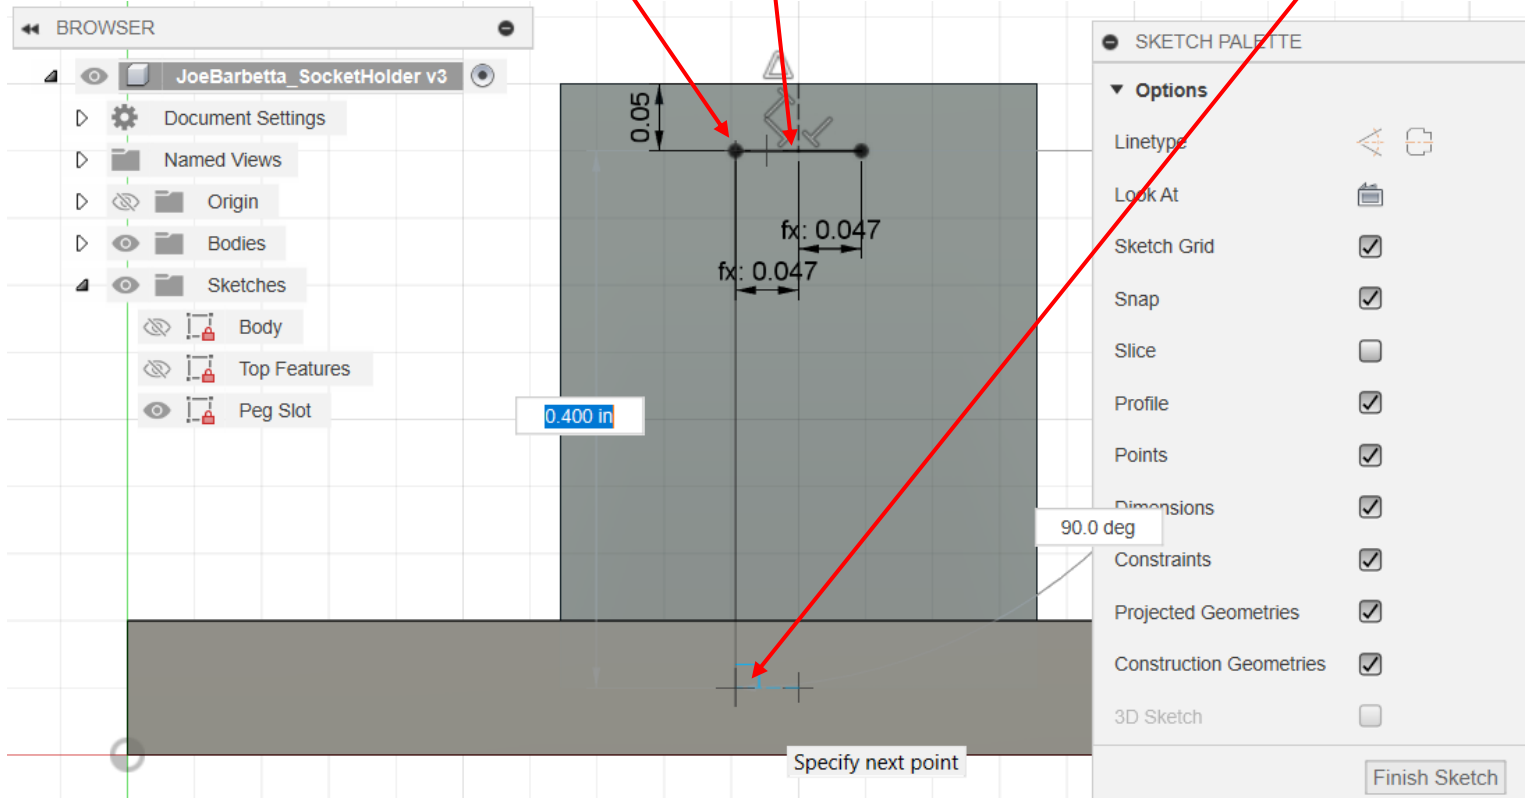 BROWSER
JoeBarbetta_SocketHolder v3
Document Settings
Named Views
Origin
Bodies
Sketches
Body
Top Features
Peg Slot
0.05
fx: 0.047
fx: 0.047
0.400 in
90.0 deg
Specify next point
SKETCH PALETTE
Options
Linetype
Look At
Sketch Grid
Snap
Slice
Profile
Points
Dimensions
Constraints
Projected Geometries
Construction Geometries
3D Sketch
Finish Sketch